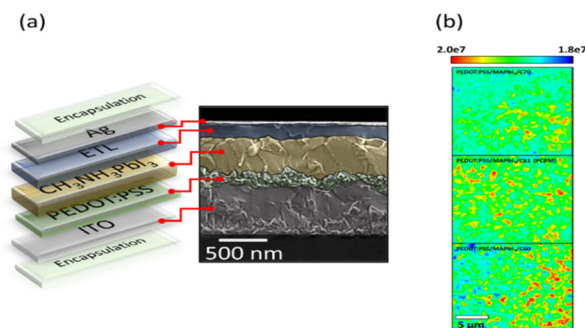 (a)
(b)
Encapsulation
Ag
ETL
CH3NH3PbI3
PEDOT:PSS
ITO
Encapsulation
500 nm
2.0e7
1.8e7
PEDOT:PSS/MAPbI3/C70
PEDOT:PSS/MAPbI3/C61 (PCBM)
PEDOT:PSS/MAPbI3/C60
5 µm